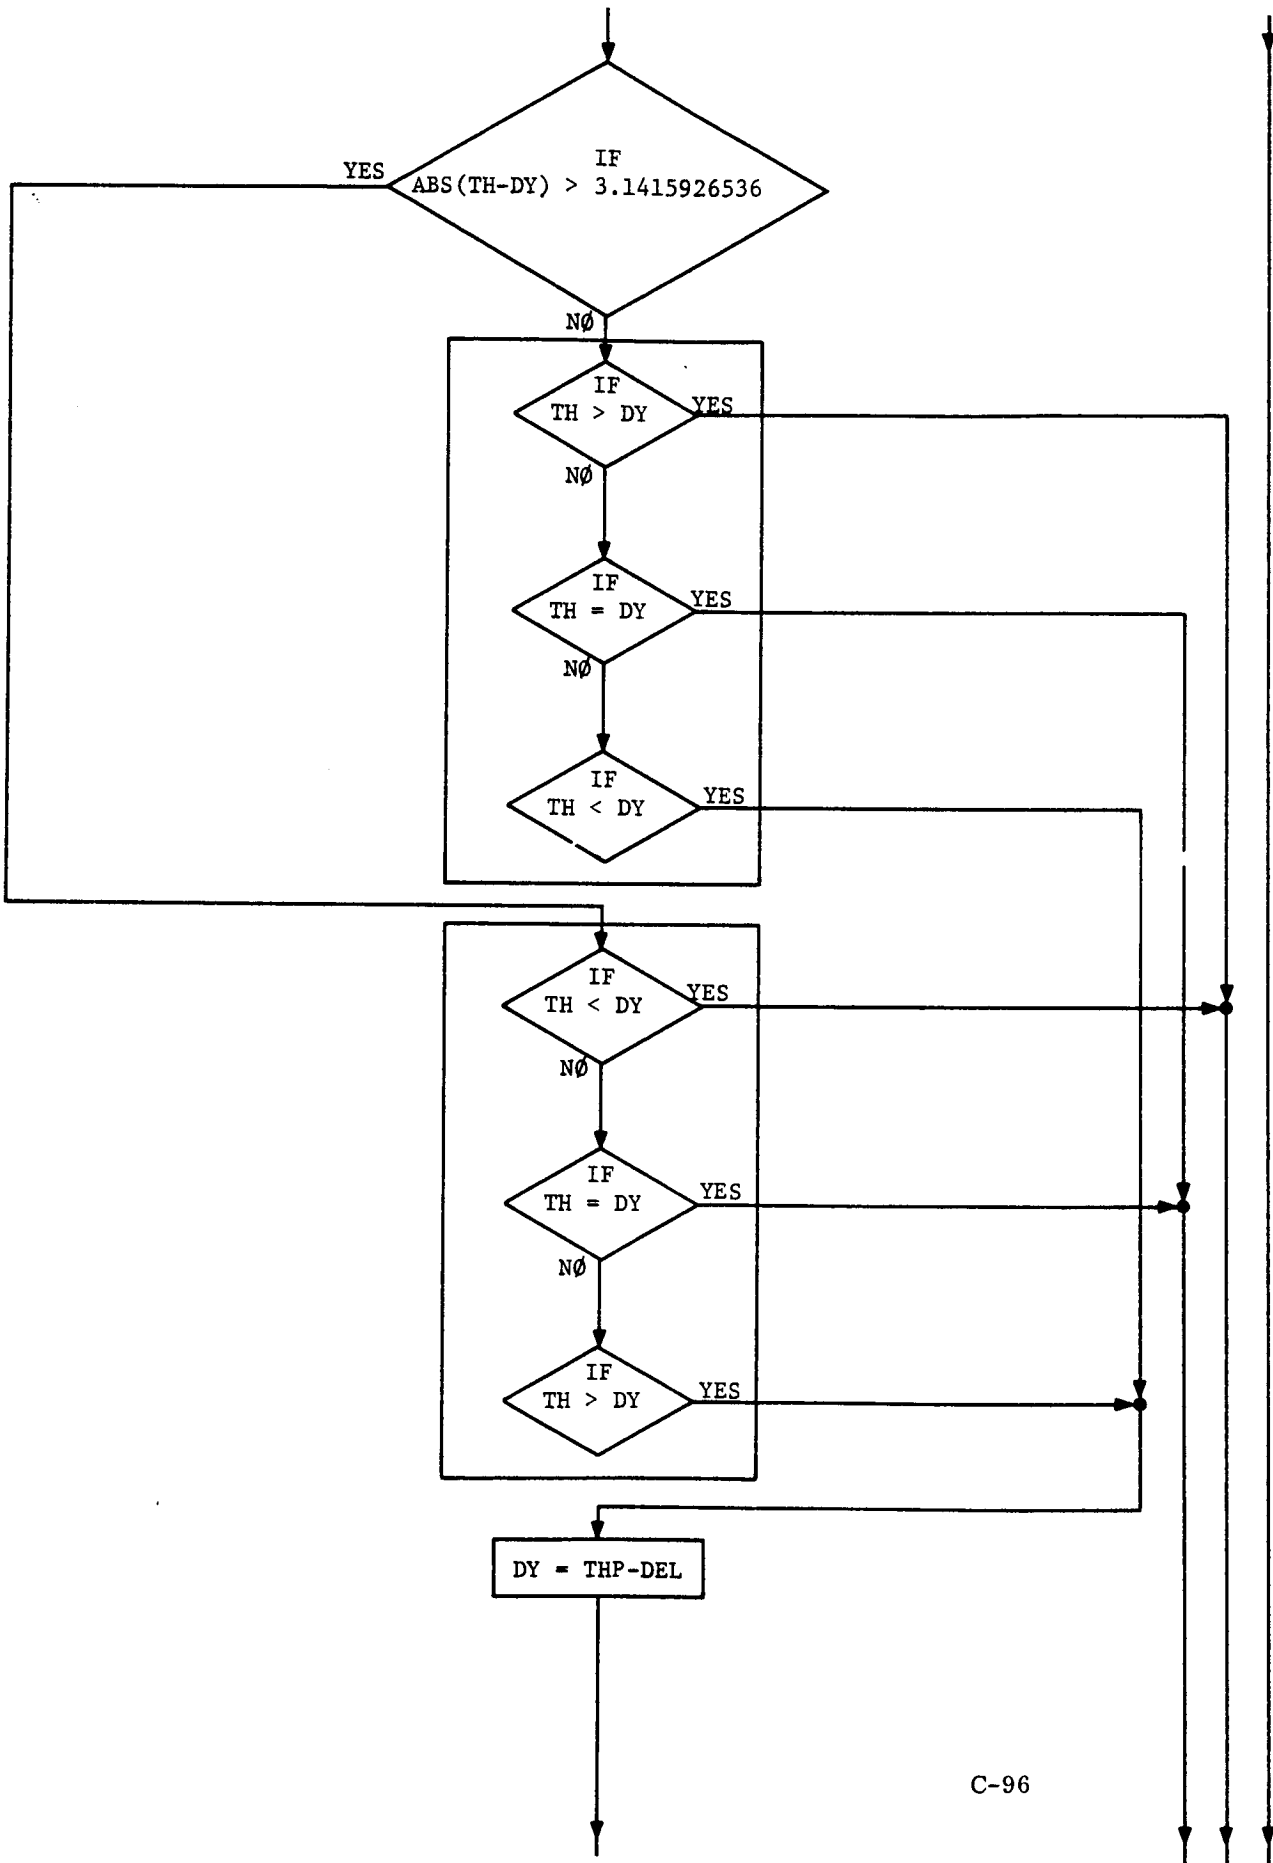 IF
YES
ABS(TH-DY) > 3.1415926536
NØ
IF
TH > DY
YES
NØ
IF
TH = DY
YES
NØ
IF
TH < DY
YES
IF
TH < DY
YES
NØ
IF
TH = DY
YES
NØ
IF
TH > DY
YES
DY = THP-DEL
C-96